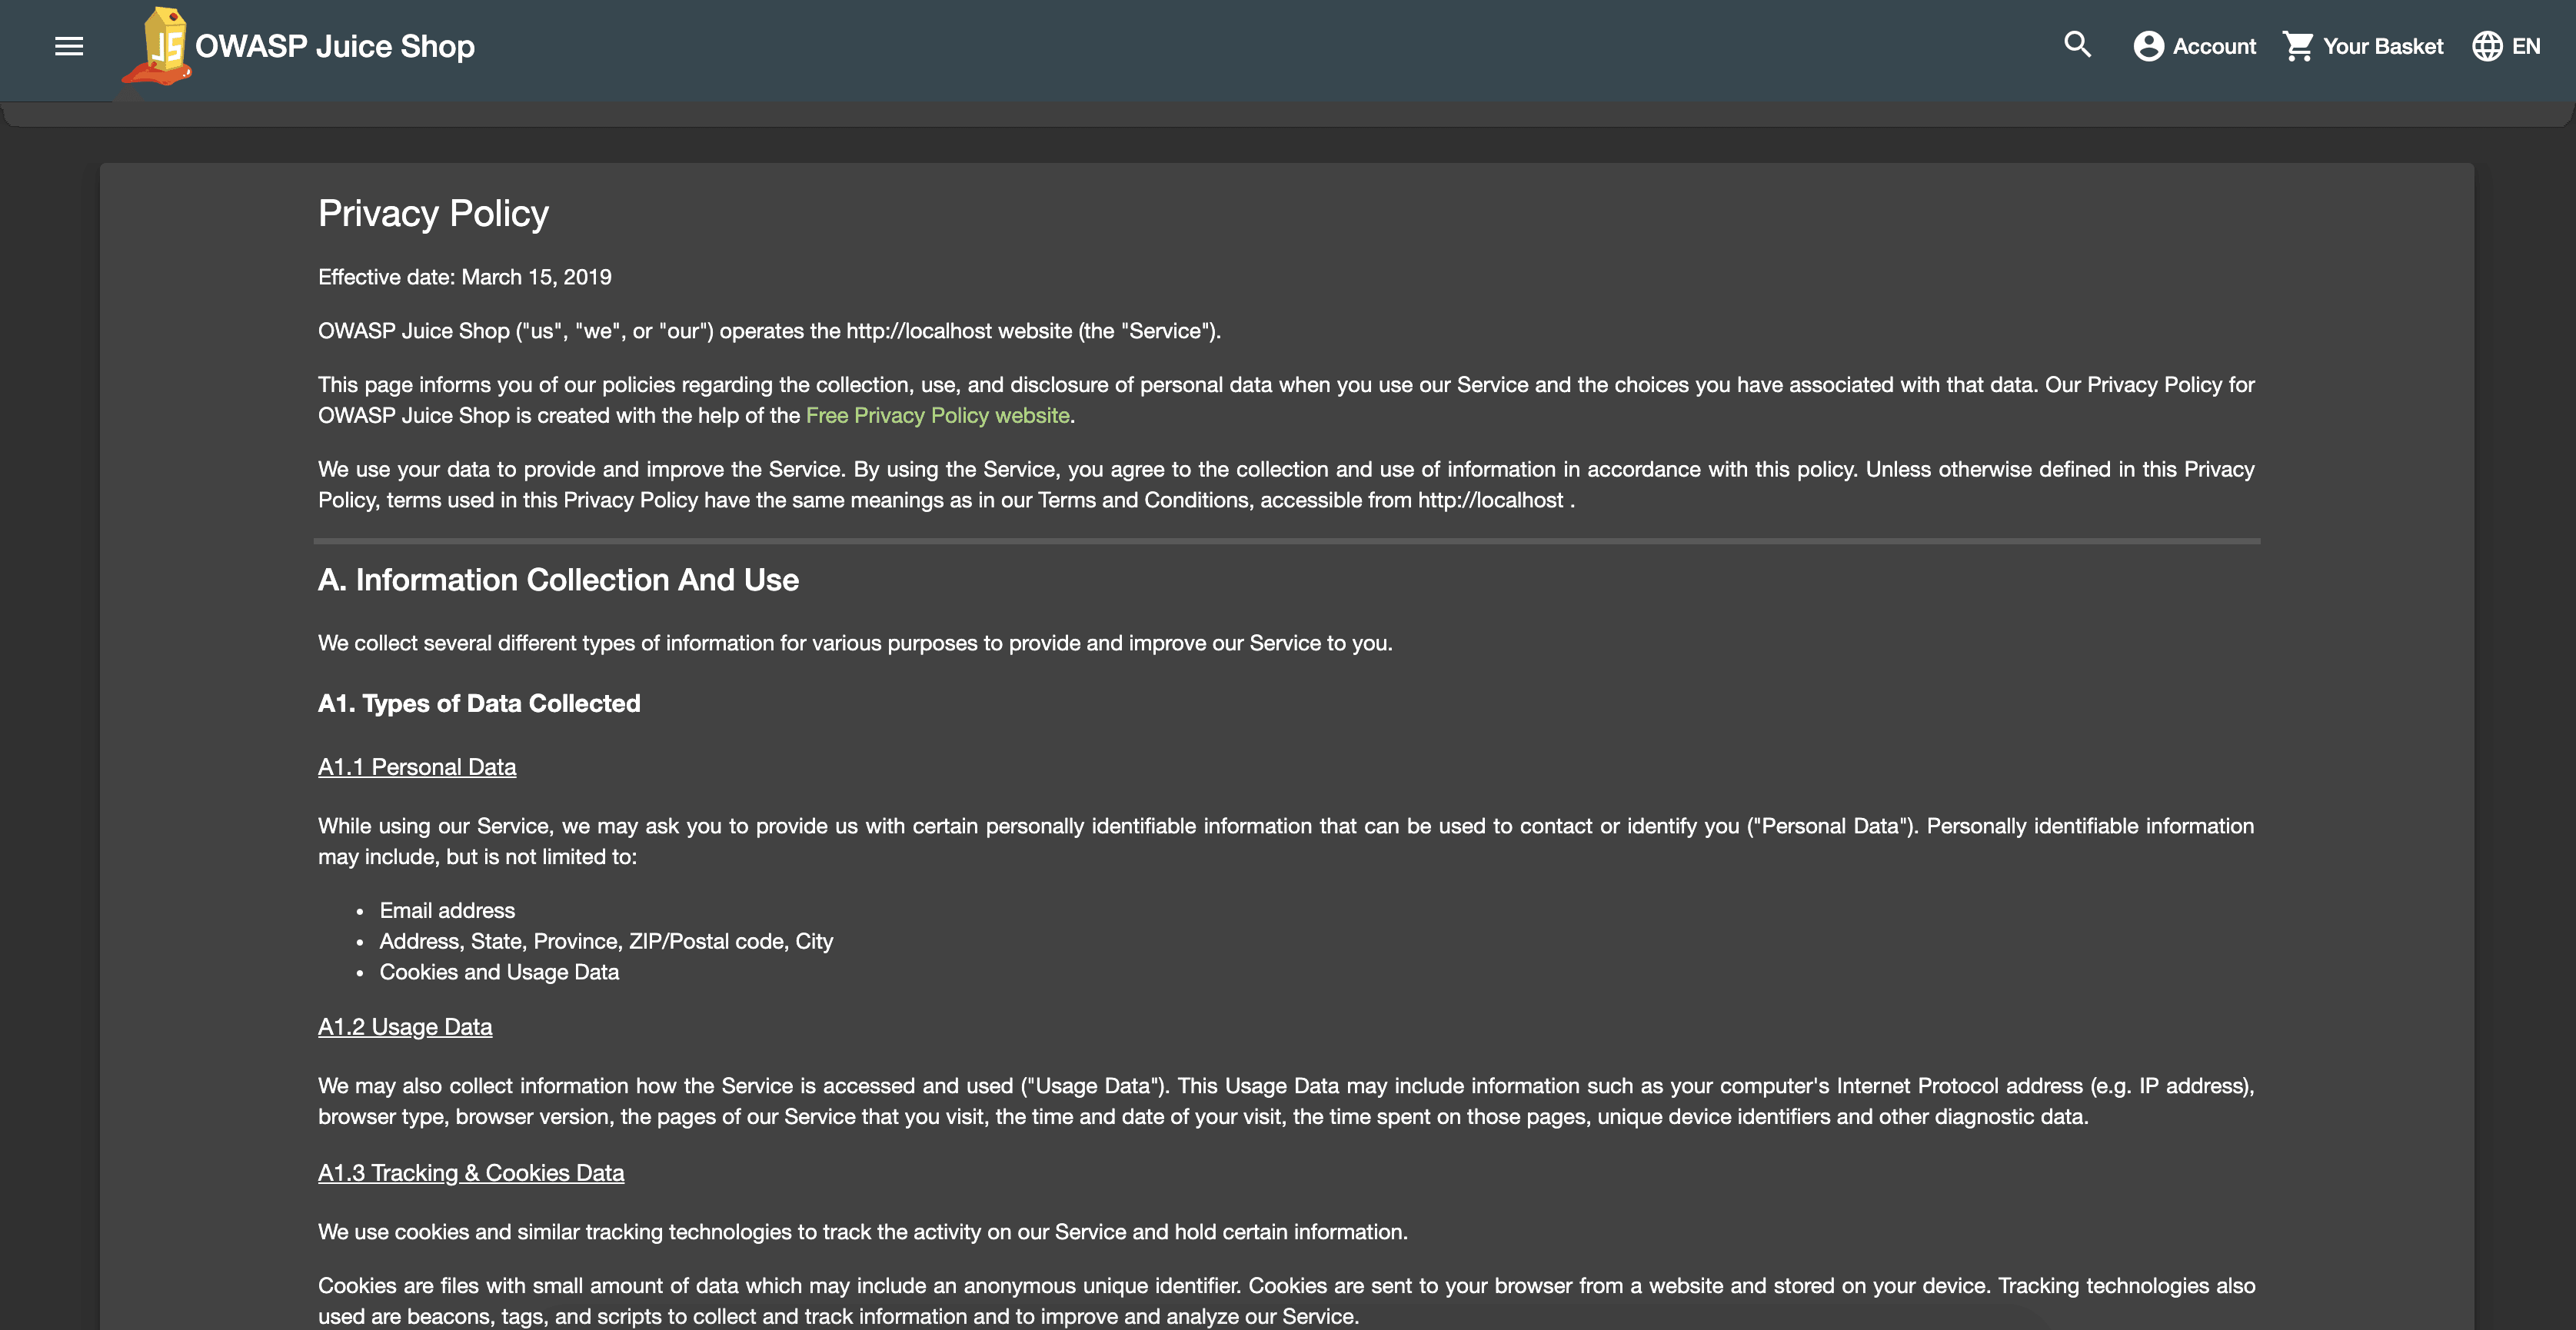 JS OWASP Juice Shop Account Your Basket EN
Privacy Policy
Effective date: March 15, 2019
OWASP Juice Shop ("us", "we", or "our") operates the http://localhost website (the "Service").
This page informs you of our policies regarding the collection, use, and disclosure of personal data when you use our Service and the choices you have associated with that data. Our Privacy Policy for
OWASP Juice Shop is created with the help of the Free Privacy Policy website.
We use your data to provide and improve the Service. By using the Service, you agree to the collection and use of information in accordance with this policy. Unless otherwise defined in this Privacy
Policy, terms used in this Privacy Policy have the same meanings as in our Terms and Conditions, accessible from http://localhost .
A. Information Collection And Use
We collect several different types of information for various purposes to provide and improve our Service to you.
A1. Types of Data Collected
A1.1 Personal Data
While using our Service, we may ask you to provide us with certain personally identifiable information that can be used to contact or identify you ("Personal Data"). Personally identifiable information
may include, but is not limited to:
• Email address
• Address, State, Province, ZIP/Postal code, City
• Cookies and Usage Data
A1.2 Usage Data
We may also collect information how the Service is accessed and used ("Usage Data"). This Usage Data may include information such as your computer's Internet Protocol address (e.g. IP address),
browser type, browser version, the pages of our Service that you visit, the time and date of your visit, the time spent on those pages, unique device identifiers and other diagnostic data.
A1.3 Tracking & Cookies Data
We use cookies and similar tracking technologies to track the activity on our Service and hold certain information.
Cookies are files with small amount of data which may include an anonymous unique identifier. Cookies are sent to your browser from a website and stored on your device. Tracking technologies also
used are beacons, tags, and scripts to collect and track information and to improve and analyze our Service.